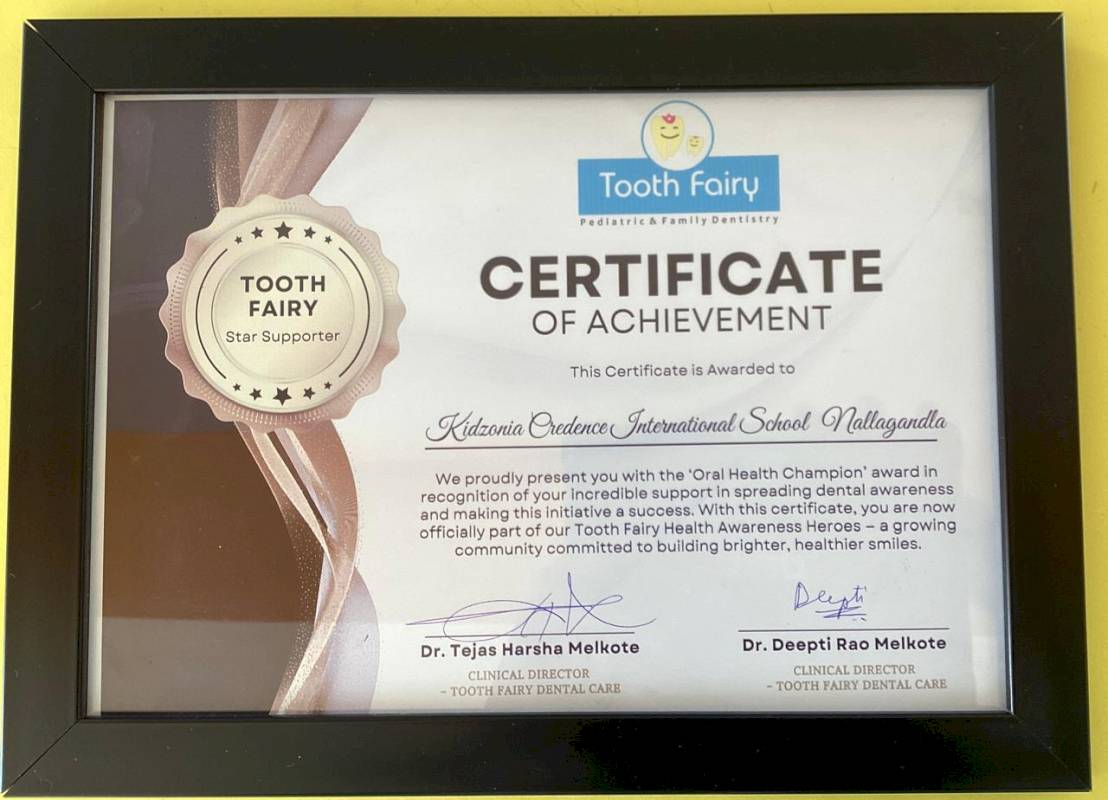 Tooth Fairy
Pediatric & Family Dentistry
TOOTH
FAIRY
Star Supporter
CERTIFICATE
OF ACHIEVEMENT
This Certificate is Awarded to
Kidzonia Credence International School Nallagandla
We proudly present you with the ‘Oral Health Champion’ award in
recognition of your incredible support in spreading dental awareness
and making this initiative a success. With this certificate, you are now
officially part of our Tooth Fairy Health Awareness Heroes – a growing
community committed to building brighter, healthier smiles.
Deepti
Dr. Tejas Harsha Melkote
CLINICAL DIRECTOR
– TOOTH FAIRY DENTAL CARE
Dr. Deepti Rao Melkote
CLINICAL DIRECTOR
– TOOTH FAIRY DENTAL CARE